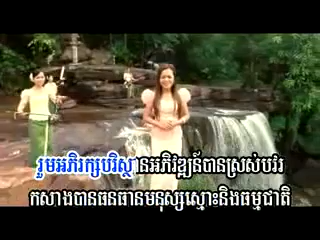 រួមអភិរក្សបរិស្ថានអភិវឌ្ឍន៍បានស្រស់បវរ
កសាងបានធនធានមនុស្សស្មោះនិងធម្មជាតិ